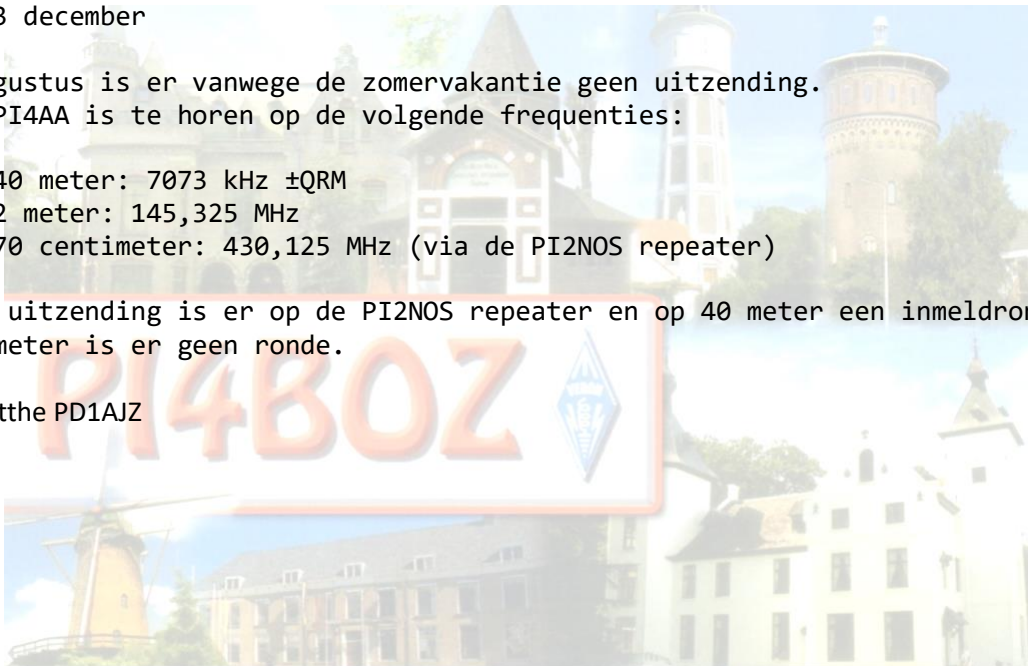 3 december
gustus is er vanwege de zomervakantie geen uitzending.
PI4AA is te horen op de volgende frequenties:
40 meter: 7073 kHz ±QRM
2 meter: 145,325 MHz
70 centimeter: 430,125 MHz (via de PI2NOS repeater)
uitzending is er op de PI2NOS repeater en op 40 meter een inmeldron
meter is er geen ronde.
tthe PD1AJZ
PI4BOZ